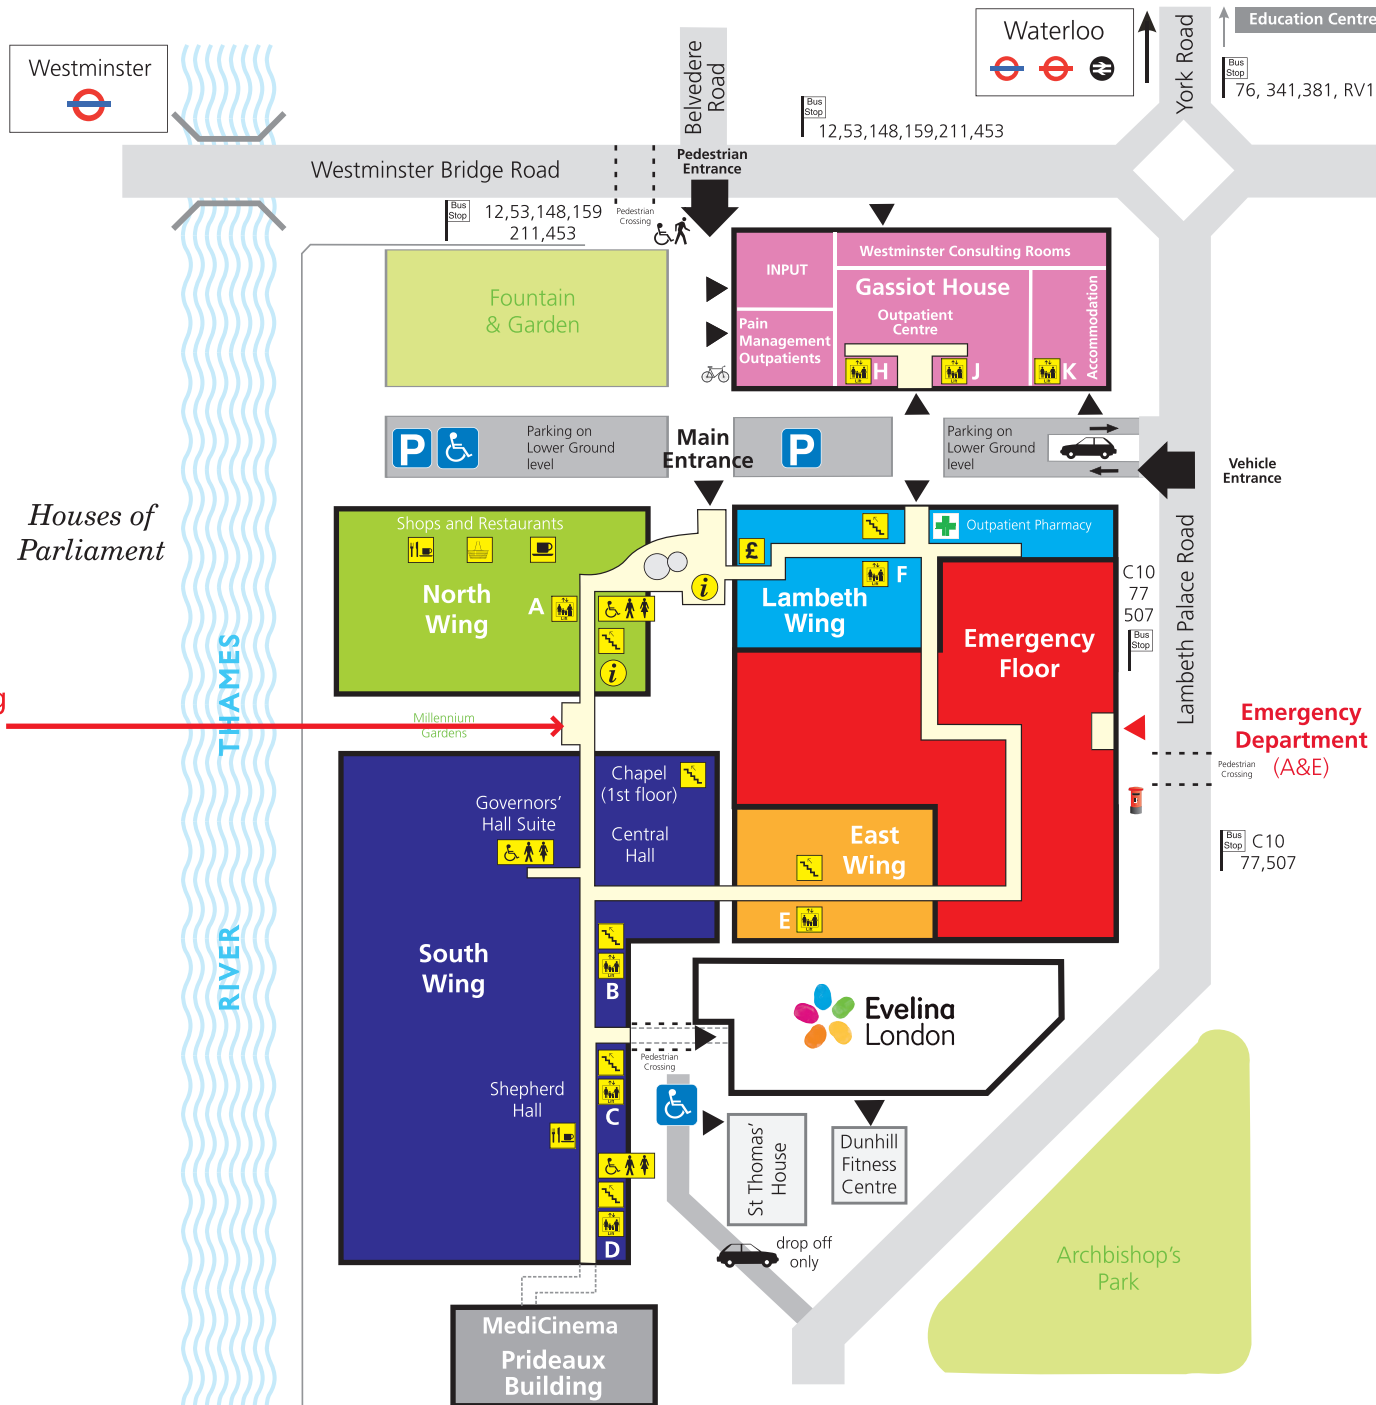 Education Centre
Waterloo
York Road
Bus
Stop
76, 341,381, RV1
Westminster
Belvedere
Road
Bus
Stop
12,53,148,159,211,453
Pedestrian
Entrance
Westminster Bridge Road
Bus
Stop
12,53,148,159
211,453
Pedestrian
Crossing
Fountain
& Garden
INPUT
Westminster Consulting Rooms
Gassiot House
Outpatient
Centre
Pain
Management
Outpatients
H
J
K
Accommodation
P
Parking on
Lower Ground
level
Main
Entrance
P
Parking on
Lower Ground
level
Vehicle
Entrance
Houses of
Parliament
Shops and Restaurants
North
Wing
A
i
i
£
Outpatient Pharmacy
F
Lambeth
Wing
Emergency
Floor
C10
77
507
Bus
Stop
Lambeth Palace Road
g
Millennium
Gardens
RIVER THAMES
Emergency
Department
(A&E)
Pedestrian
Crossing
Bus
Stop
C10
77,507
Chapel
(1st floor)
Governors’
Hall Suite
Central
Hall
East
Wing
E
South
Wing
B
Evelina
London
Pedestrian
Crossing
Shepherd
Hall
C
D
St Thomas’
House
Dunhill
Fitness
Centre
drop off
only
Archbishop’s
Park
MediCinema
Prideaux
Building